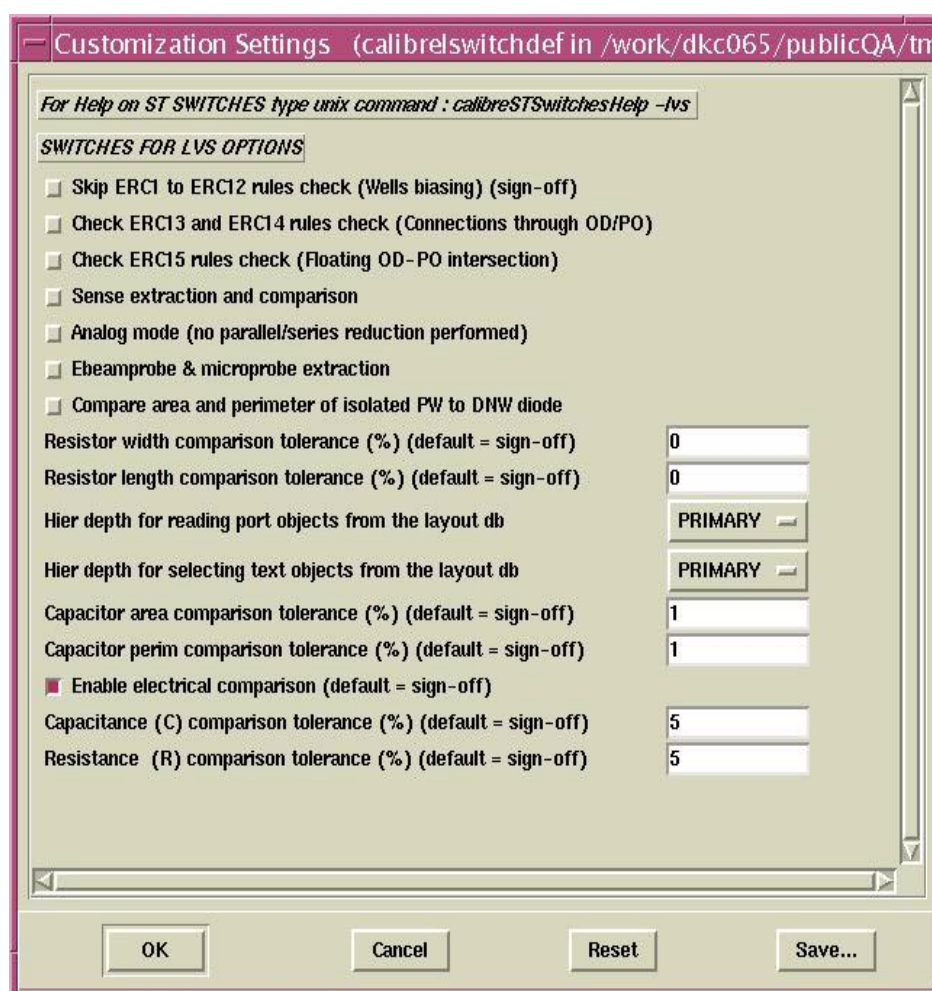 Customization Settings (calibrelswitchdef in /work/dkc065/publicQA/tm
For Help on ST SWITCHES type unix command : calibreSTSwitchesHelp -lvs
SWITCHES FOR LVS OPTIONS
Skip ERC1 to ERC12 rules check (Wells biasing) (sign-off)
Check ERC13 and ERC14 rules check (Connections through OD/PO)
Check ERC15 rules check (Floating OD-PO intersection)
Sense extraction and comparison
Analog mode (no parallel/series reduction performed)
Ebeamprobe & microprobe extraction
Compare area and perimeter of isolated PW to DNW diode
Resistor width comparison tolerance (%) (default = sign-off) 0
Resistor length comparison tolerance (%) (default = sign-off) 0
Hier depth for reading port objects from the layout db PRIMARY
Hier depth for selecting text objects from the layout db PRIMARY
Capacitor area comparison tolerance (%) (default = sign-off) 1
Capacitor perim comparison tolerance (%) (default = sign-off) 1
Enable electrical comparison (default = sign-off)
Capacitance (C) comparison tolerance (%) (default = sign-off) 5
Resistance (R) comparison tolerance (%) (default = sign-off) 5
OK Cancel Reset Save...